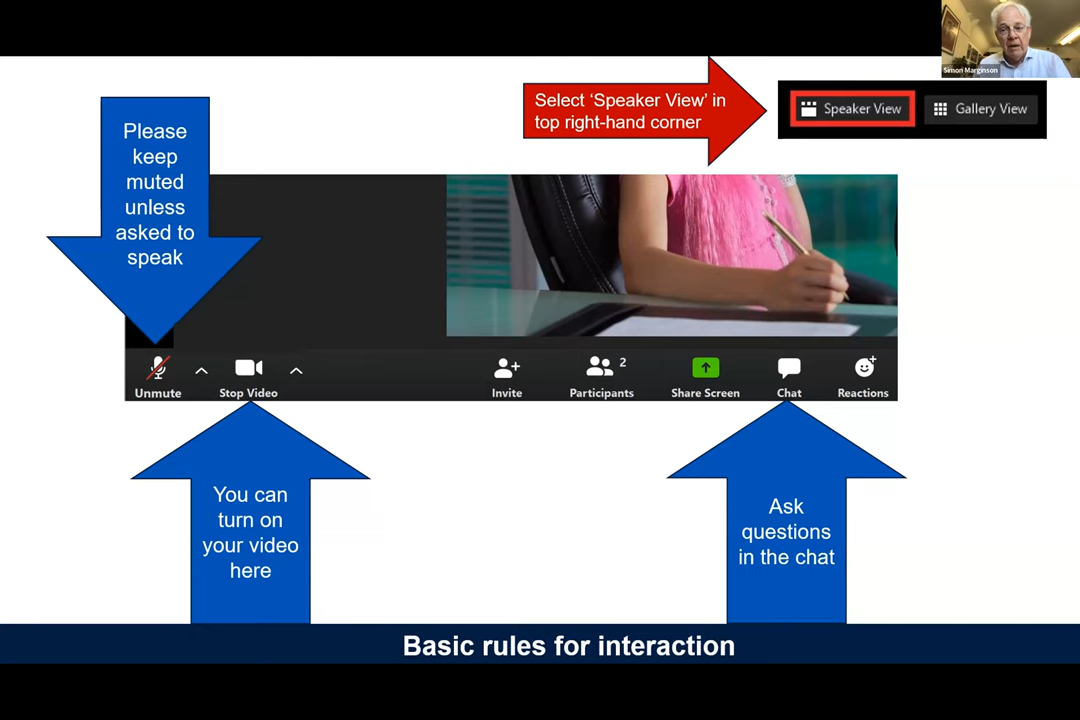 Simon Marginson
Select ‘Speaker View’ in
top right-hand corner
Speaker View
Gallery View
Please
keep
muted
unless
asked to
speak
2
Unmute
Stop Video
Invite
Participants
Share Screen
Chat
Reactions
You can
turn on
your video
here
Ask
questions
in the chat
Basic rules for interaction